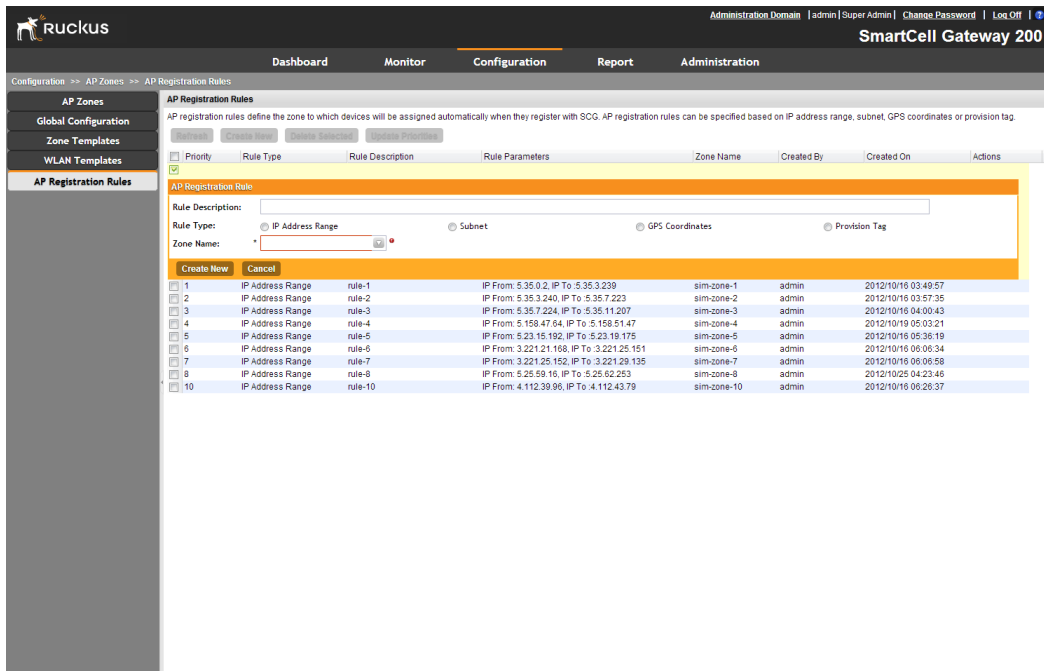 Ruckus
Administration Domain | admin | Super Admin | Change Password | Log Off | ?
SmartCell Gateway 200
Dashboard Monitor Configuration Report Administration
Configuration >> AP Zones >> AP Registration Rules
AP Zones
Global Configuration
Zone Templates
WLAN Templates
AP Registration Rules
AP Registration Rules
AP registration rules define the zone to which devices will be assigned automatically when they register with SCG. AP registration rules can be specified based on IP address range, subnet, GPS coordinates or provision tag.
Refresh Create New Delete Selected Update Priorities
Priority Rule Type Rule Description Rule Parameters Zone Name Created By Created On Actions
AP Registration Rule
Rule Description:
Rule Type: IP Address Range Subnet GPS Coordinates Provision Tag
Zone Name: *
Create New Cancel
1 IP Address Range rule-1 IP From: 5.35.0.2, IP To :5.35.3.239 sim-zone-1 admin 2012/10/16 03:49:57
2 IP Address Range rule-2 IP From: 5.35.3.240, IP To :5.35.7.223 sim-zone-2 admin 2012/10/16 03:57:35
3 IP Address Range rule-3 IP From: 5.35.7.224, IP To :5.35.11.207 sim-zone-3 admin 2012/10/16 04:00:43
4 IP Address Range rule-4 IP From: 5.158.47.64, IP To :5.158.51.47 sim-zone-4 admin 2012/10/19 05:03:21
5 IP Address Range rule-5 IP From: 5.23.15.192, IP To :5.23.19.175 sim-zone-5 admin 2012/10/16 05:36:19
6 IP Address Range rule-6 IP From: 3.221.21.168, IP To :3.221.25.151 sim-zone-6 admin 2012/10/16 06:06:34
7 IP Address Range rule-7 IP From: 3.221.25.152, IP To :3.221.29.135 sim-zone-7 admin 2012/10/16 06:06:58
8 IP Address Range rule-8 IP From: 5.25.59.16, IP To :5.25.62.253 sim-zone-8 admin 2012/10/25 04:23:46
10 IP Address Range rule-10 IP From: 4.112.39.96, IP To :4.112.43.79 sim-zone-10 admin 2012/10/16 06:26:37